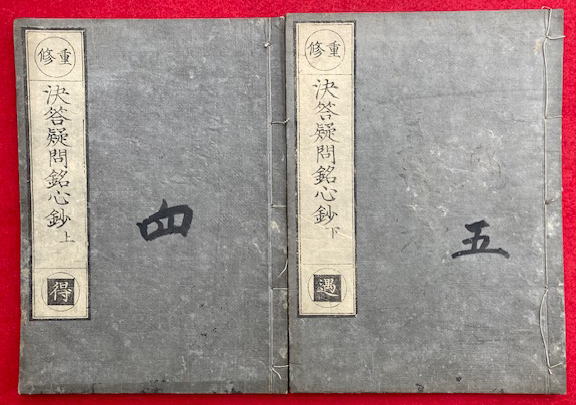 重修
決答疑問銘心鈔上
得
四
重修
決答疑問銘心鈔下
遇
五